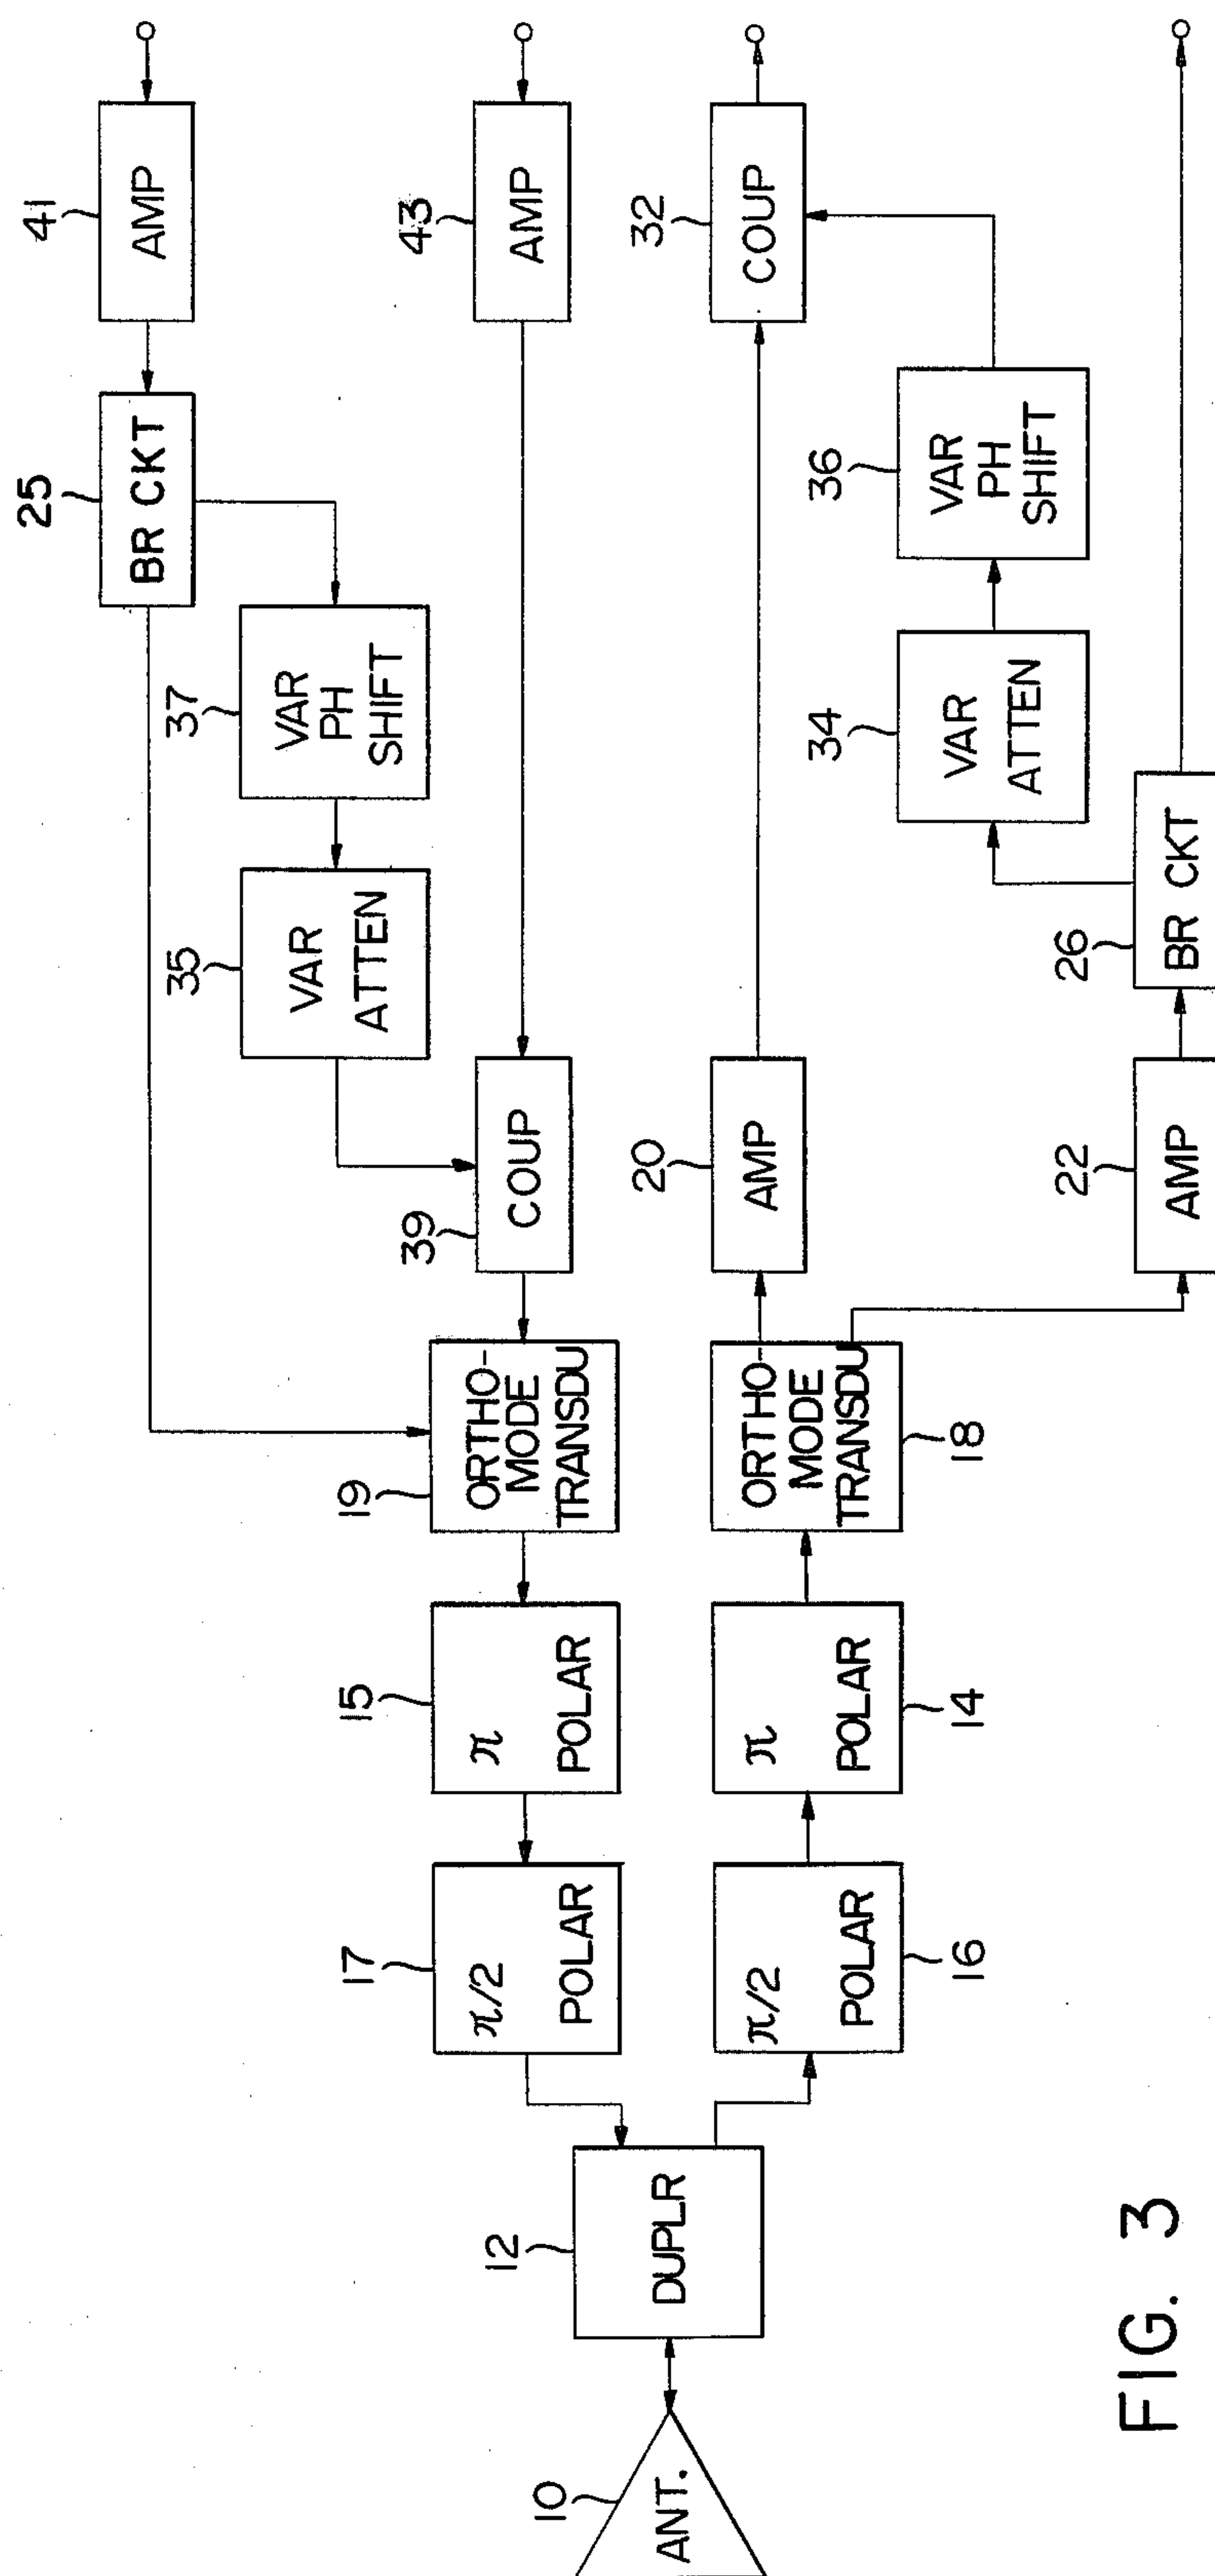 41
AMP
25
BR CKT
37
VAR
PH
SHIFT
35
VAR
ATTEN
43
AMP
39
COUP
19
ORTHO-
MODE
TRANSDU
15
π
POLAR
17
π/2
POLAR
12
DUPLR
10
ANT.
16
π/2
POLAR
14
π
POLAR
18
ORTHO-
MODE
TRANSDU
20
AMP
32
COUP
22
AMP
26
BR CKT
34
VAR
ATTEN
36
VAR
PH
SHIFT
FIG. 3